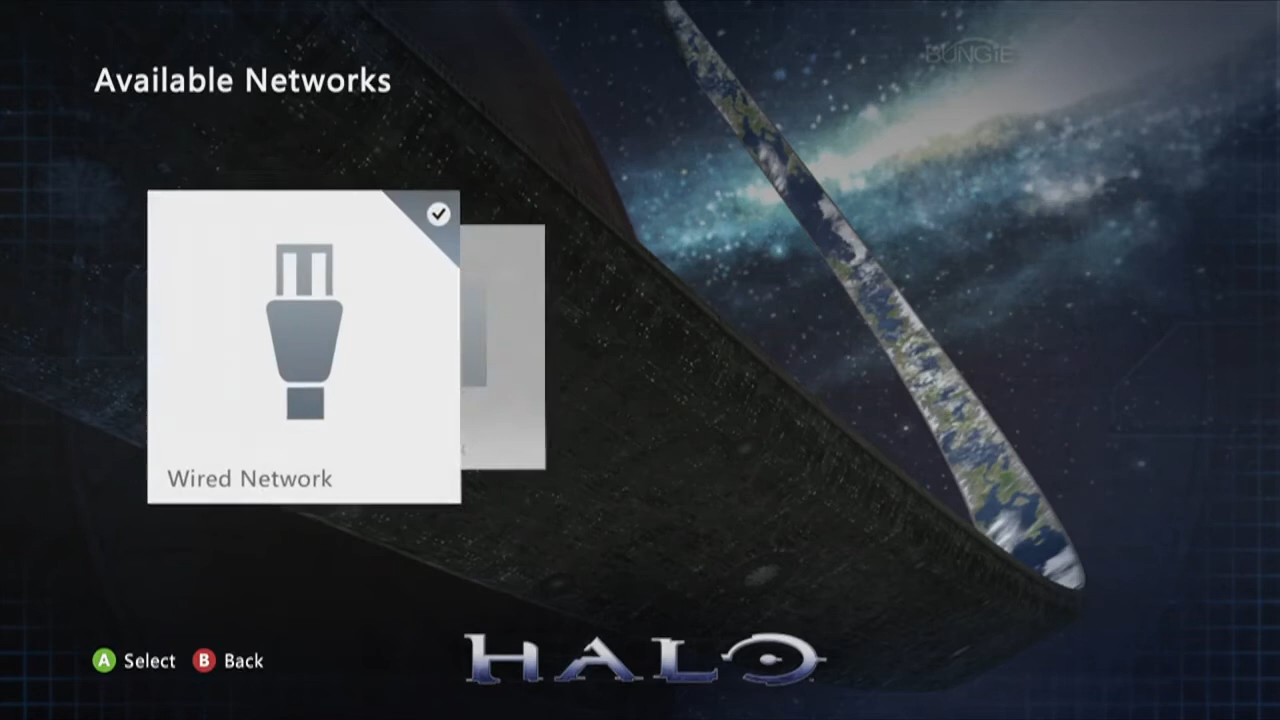 BUNGiE
Available Networks
Wired Network
A Select B Back
HALO